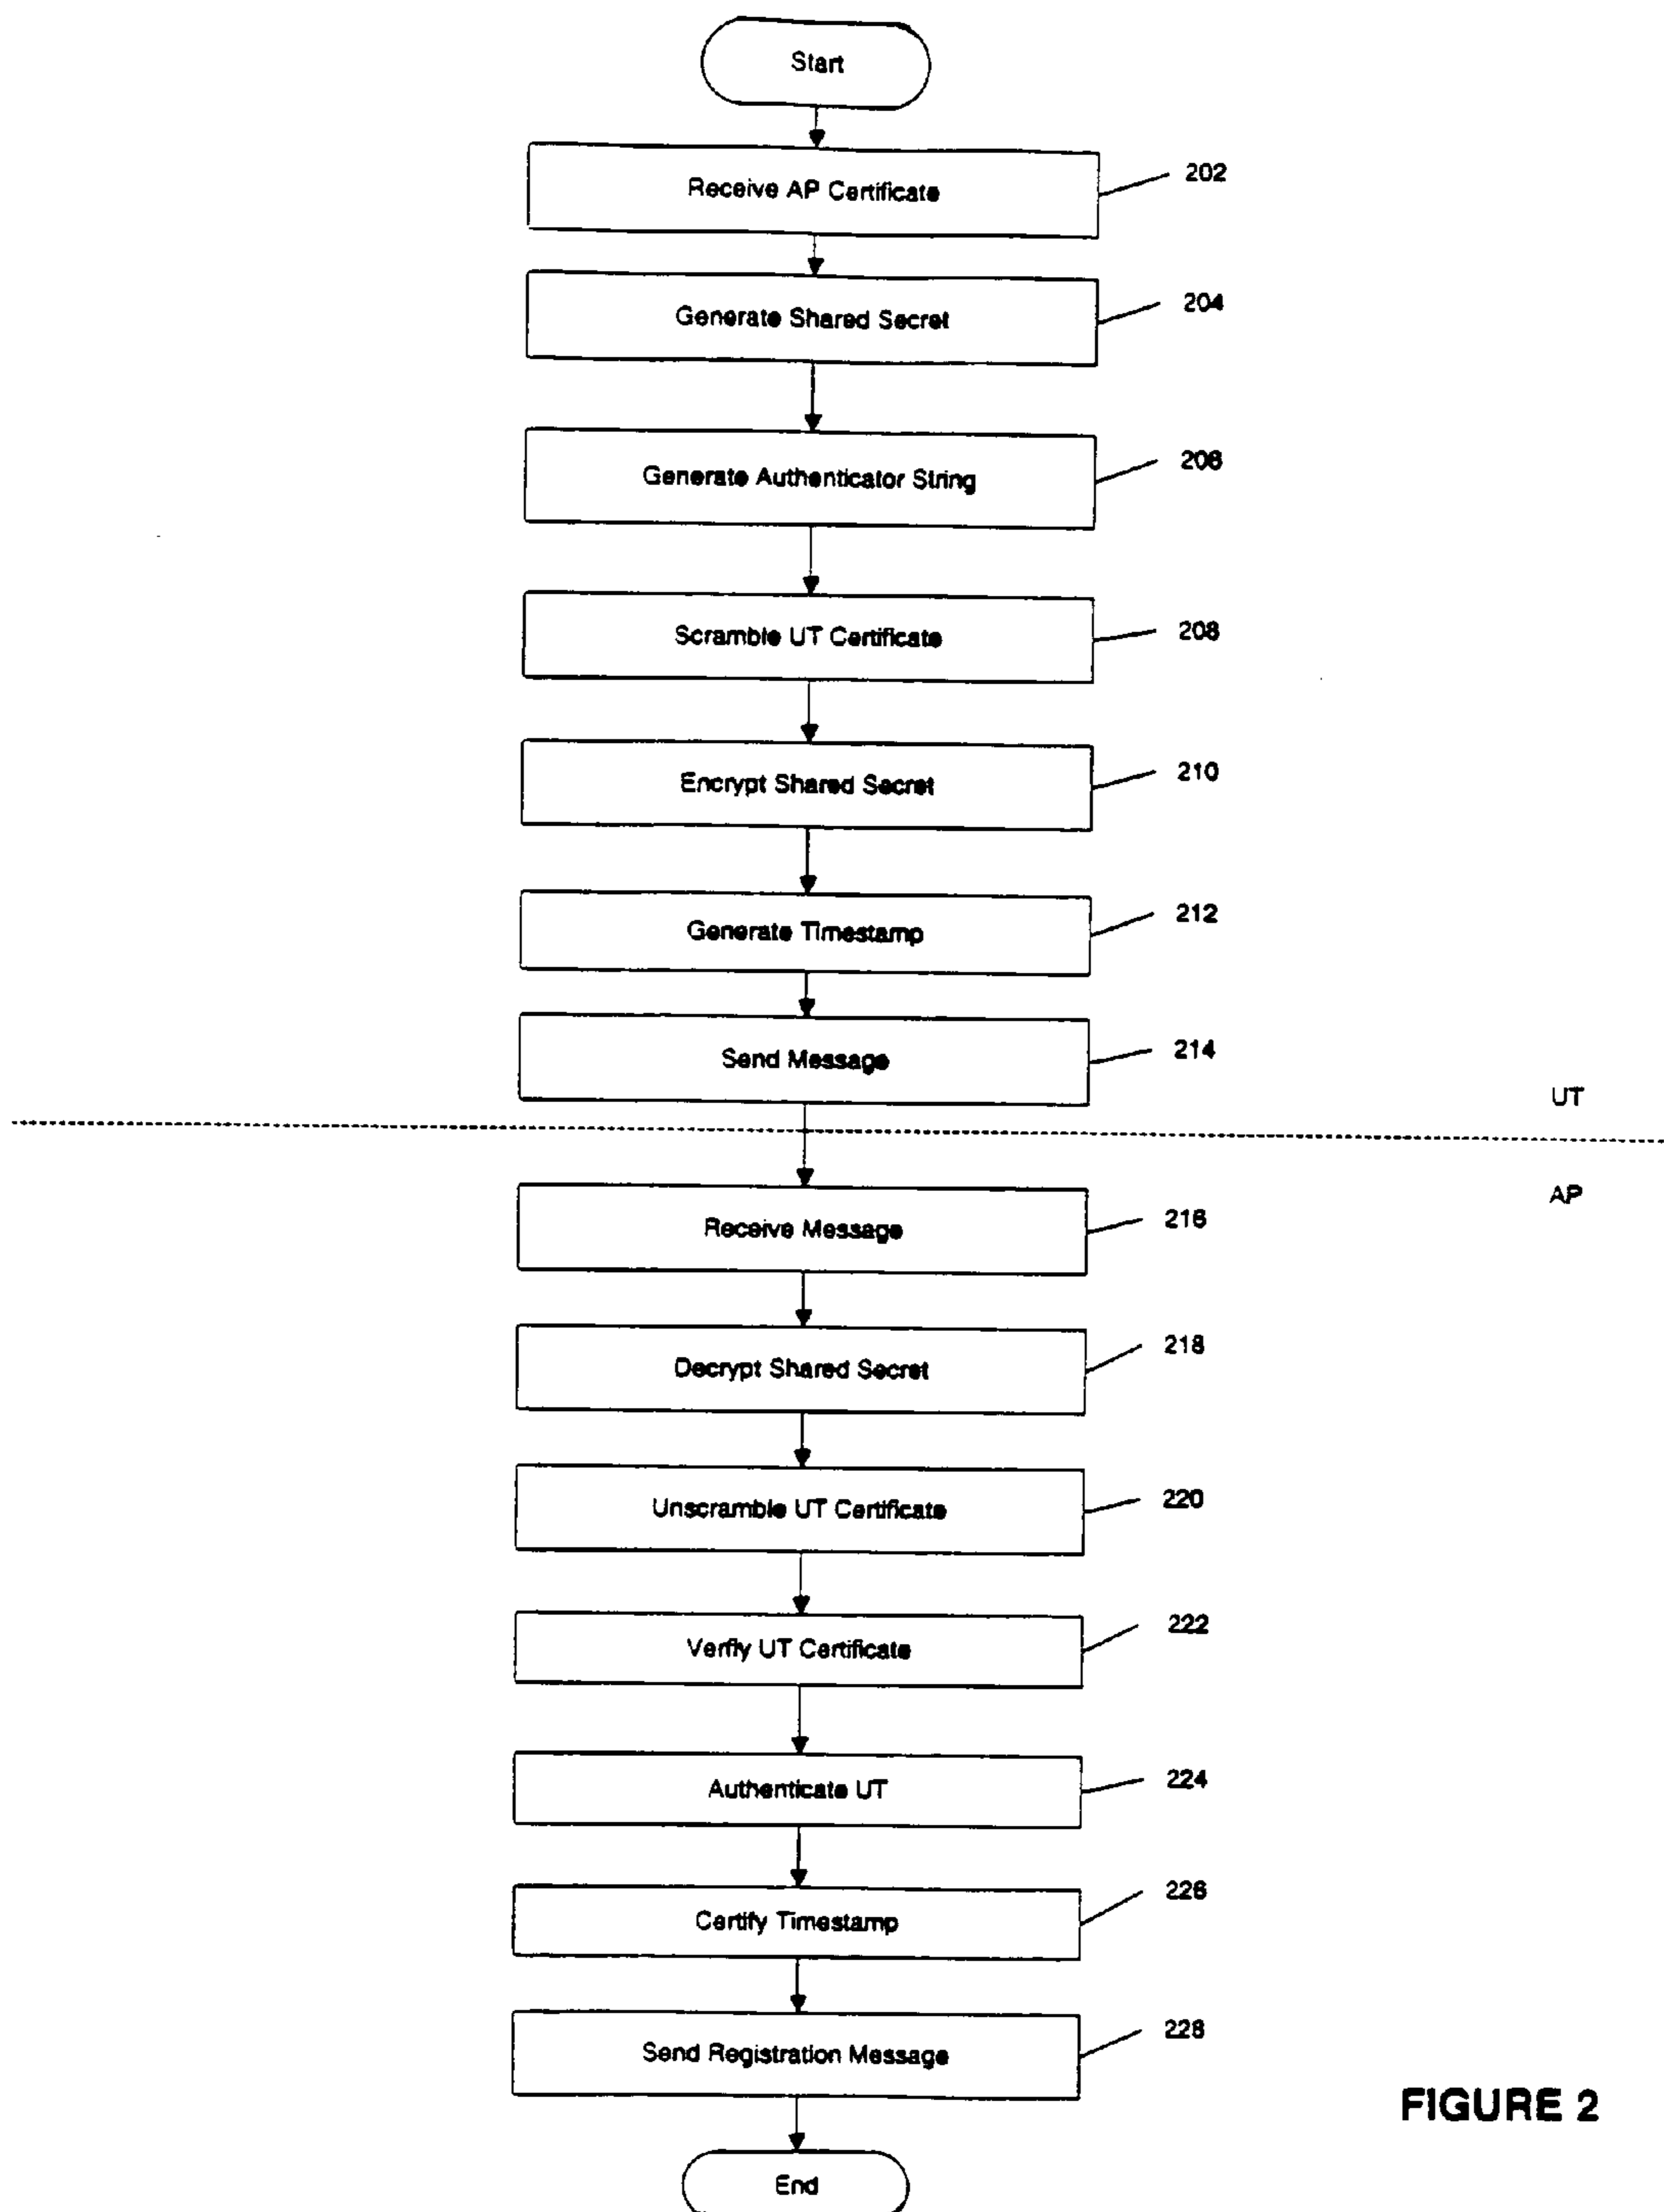 Start
Receive AP Certificate
202
Generate Shared Secret
204
Generate Authenticator String
206
Scramble UT Certificate
208
Encrypt Shared Secret
210
Generate Timestamp
212
Send Message
214
UT
AP
Receive Message
216
Decrypt Shared Secret
218
Unscramble UT Certificate
220
Verfiy UT Certificate
222
Authenticate UT
224
Certify Timestamp
226
Send Registration Message
228
FIGURE 2
End